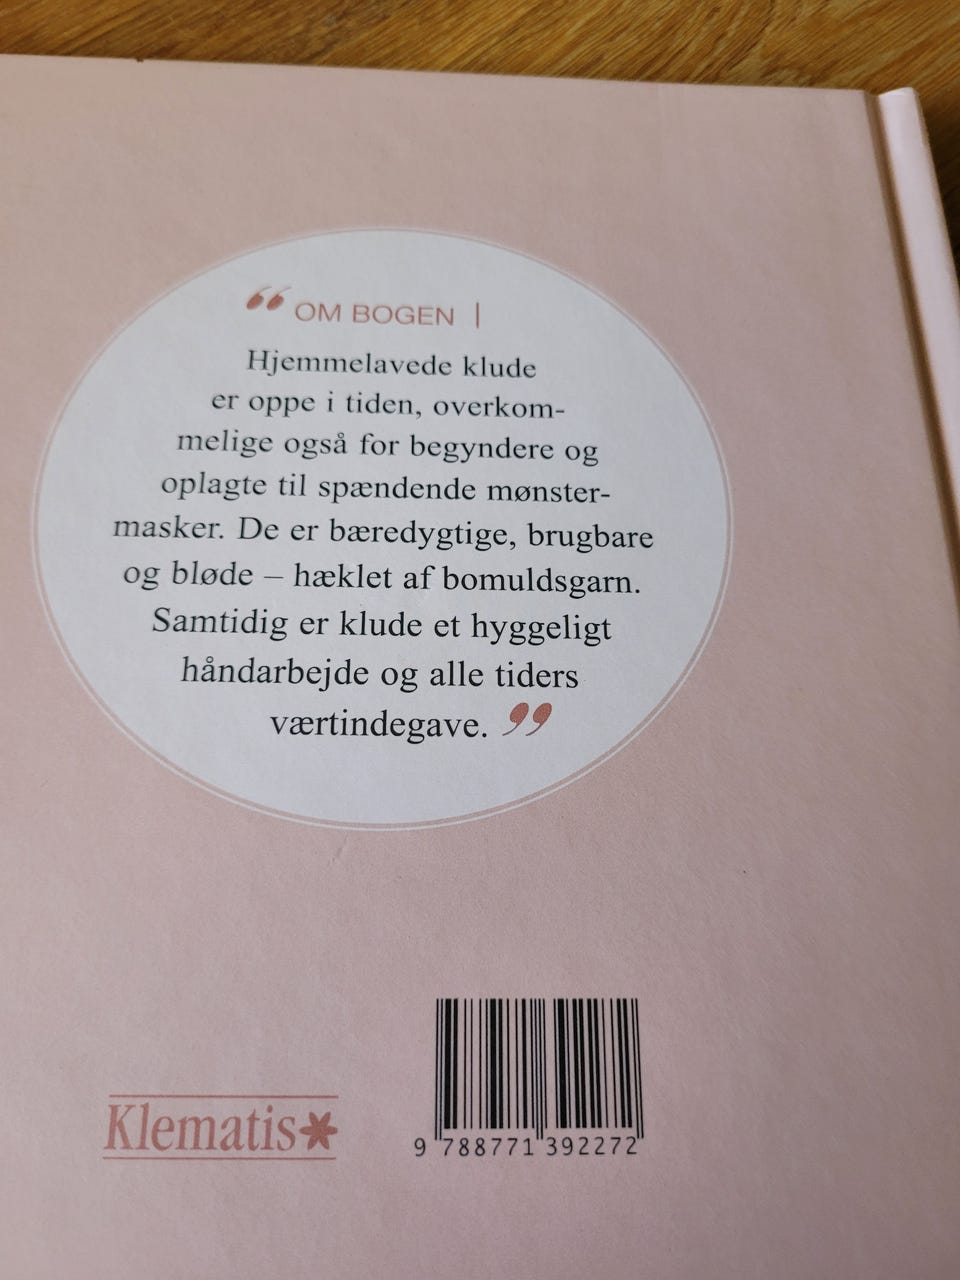 “ OM BOGEN |
Hjemmelavede klude
er oppe i tiden, overkom-
melige også for begyndere og
oplagte til spændende mønster-
masker. De er bæredygtige, brugbare
og bløde – hæklet af bomuldsgarn.
Samtidig er klude et hyggeligt
håndarbejde og alle tiders
værtindegave. ”
Klematis*
9 788771 392272